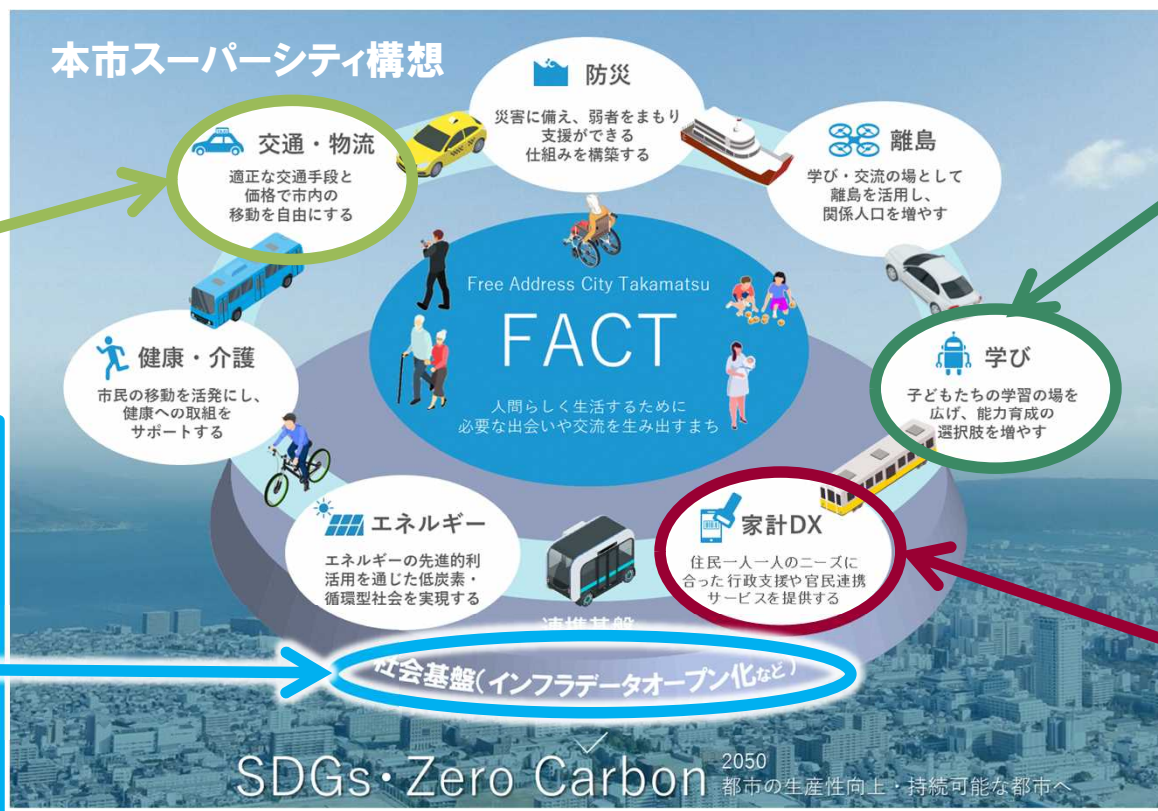 本市スーパーシティ構想
防災
災害に備え、弱者をまもり
支援ができる
仕組みを構築する
交通・物流
適正な交通手段と
価格で市内の
移動を自由にする
離島
学び・交流の場として
離島を活用し、
関係人口を増やす
Free Address City Takamatsu
FACT
人間らしく生活するために
必要な出会いや交流を生み出すまち
健康・介護
市民の移動を活発にし、
健康への取組を
サポートする
学び
子どもたちの学習の場を
広げ、能力育成の
選択肢を増やす
エネルギー
エネルギーの先進的利
活用を通じた低炭素・
循環型社会を実現する
家計DX
住民一人一人のニーズに
合った行政支援や官民連携
サービスを提供する
連携基盤
社会基盤(インフラデータオープン化など)
SDGs・Zero Carbon
2050
都市の生産性向上・持続可能な都市へ